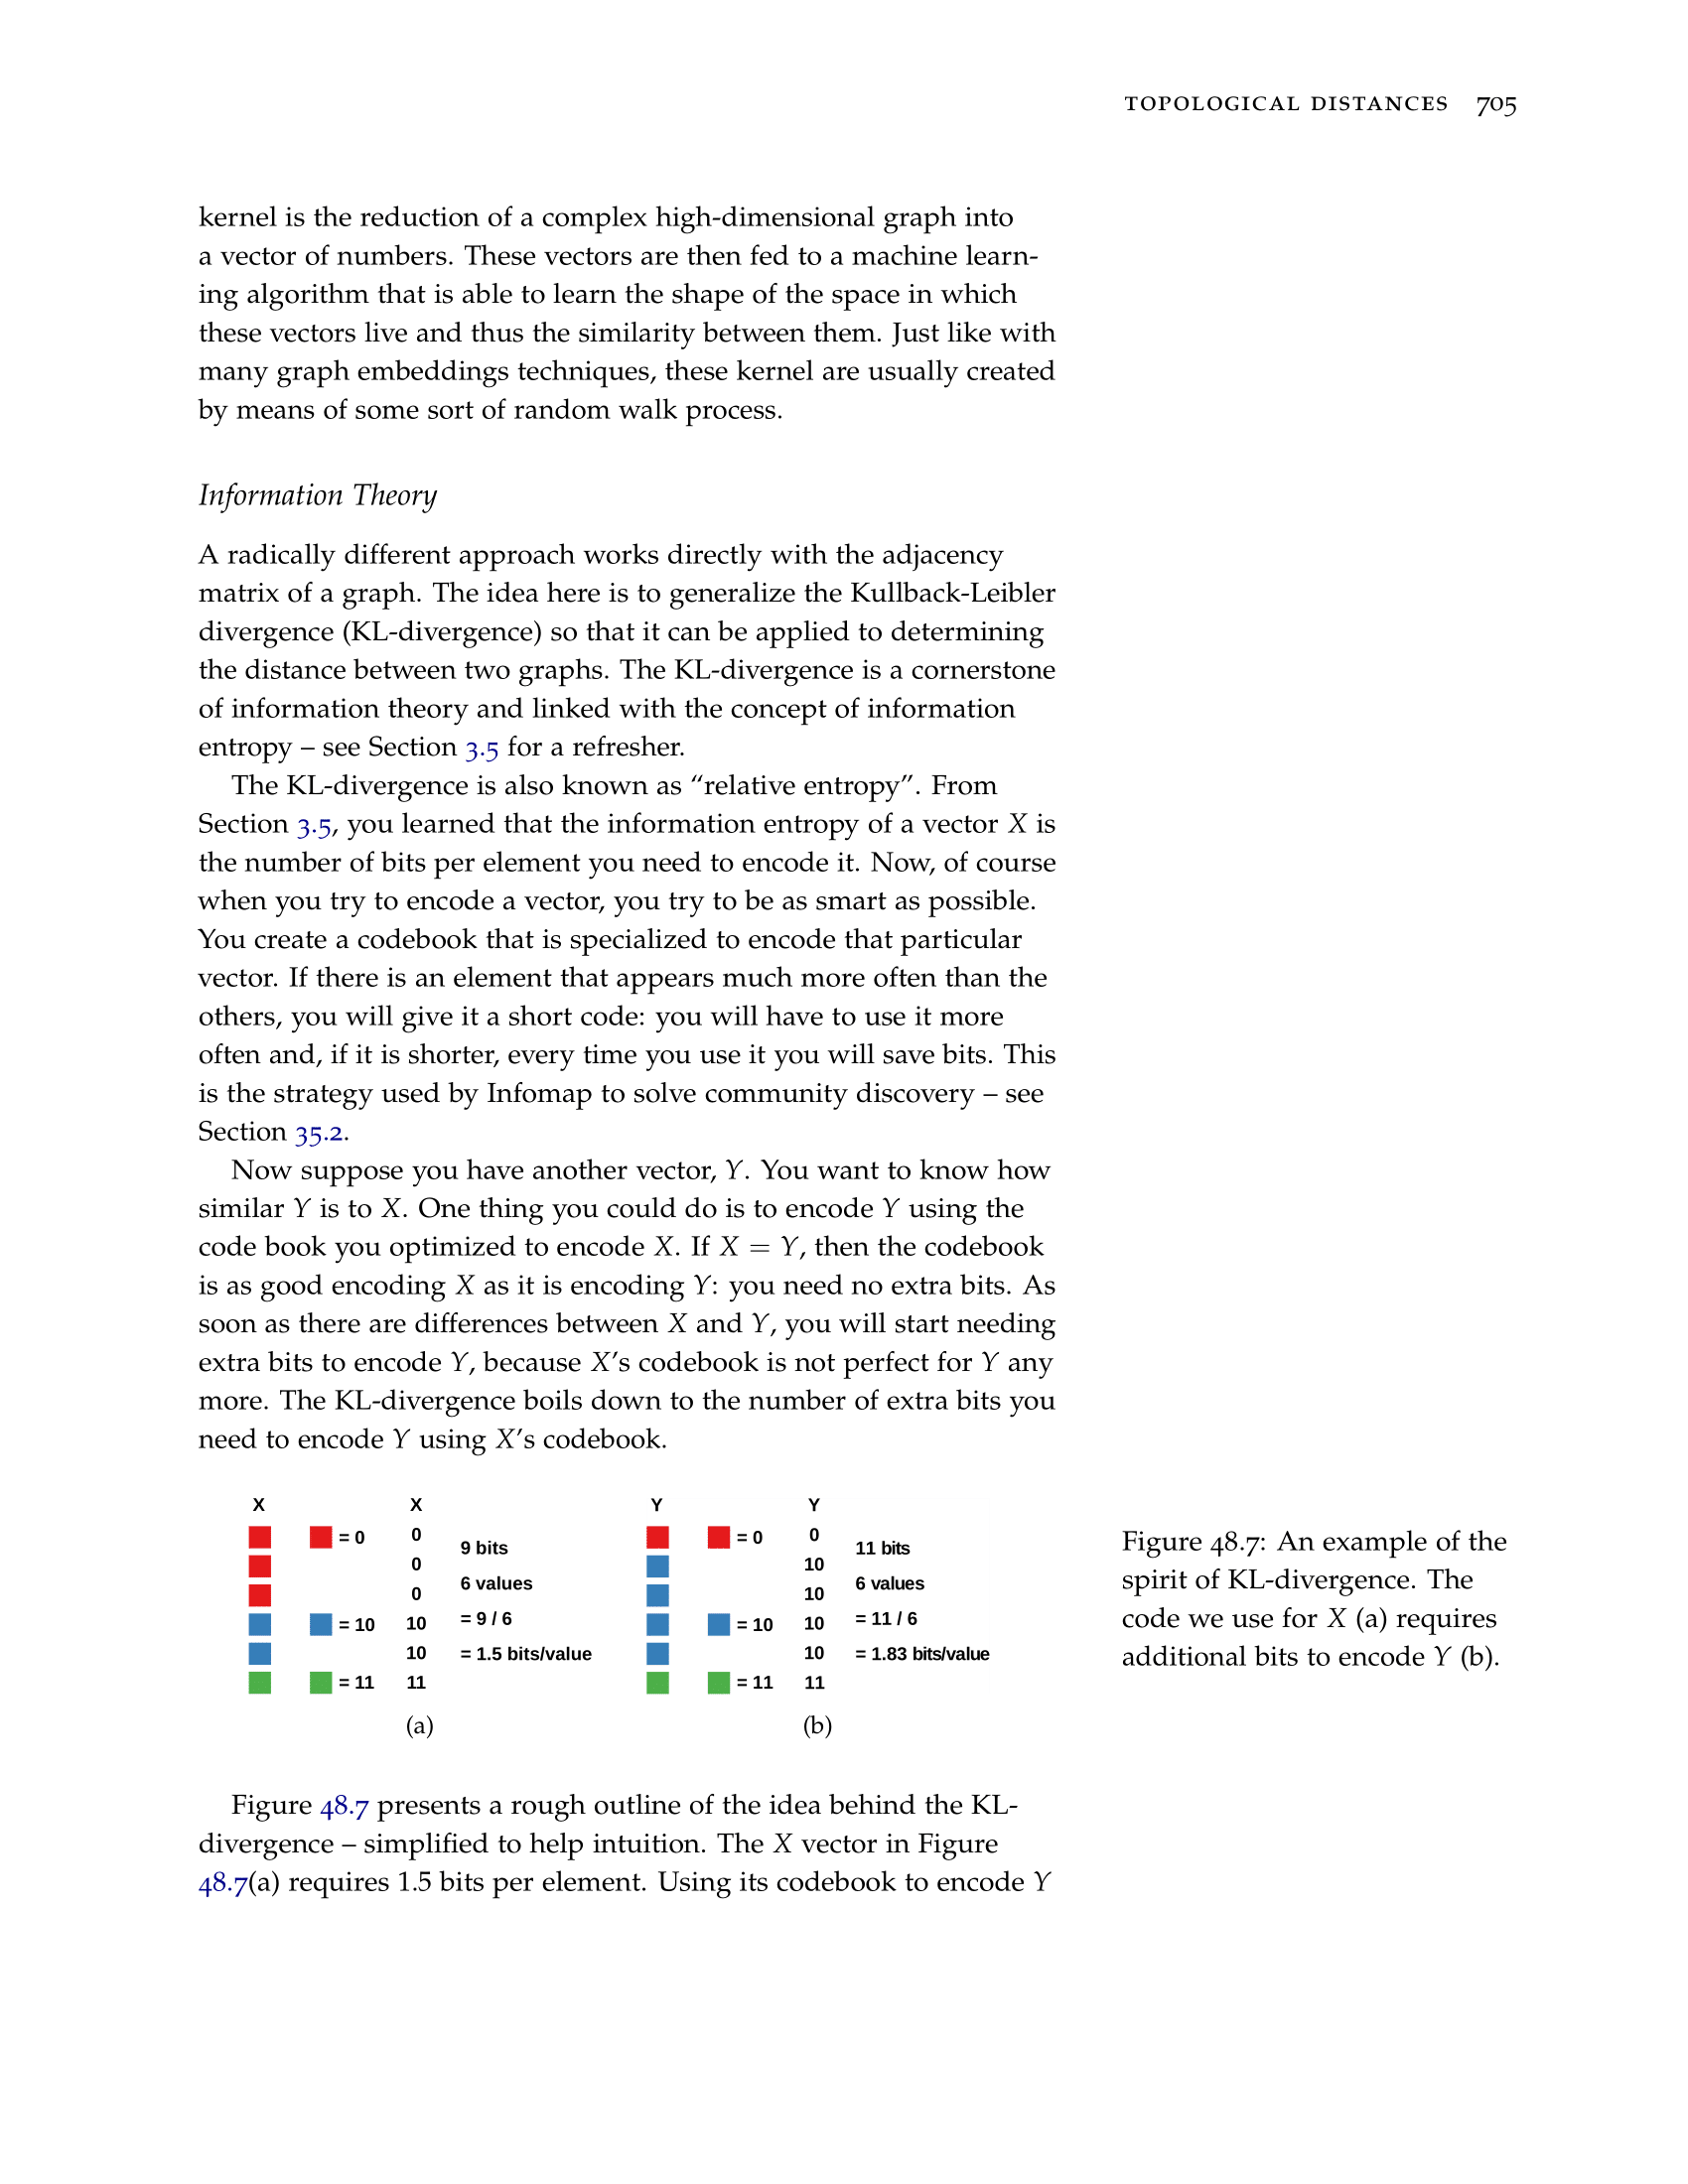 TOPOLOGICAL DISTANCES 705
kernel is the reduction of a complex high-dimensional graph into
a vector of numbers. These vectors are then fed to a machine learn-
ing algorithm that is able to learn the shape of the space in which
these vectors live and thus the similarity between them. Just like with
many graph embeddings techniques, these kernel are usually created
by means of some sort of random walk process.
Information Theory
A radically different approach works directly with the adjacency
matrix of a graph. The idea here is to generalize the Kullback-Leibler
divergence (KL-divergence) so that it can be applied to determining
the distance between two graphs. The KL-divergence is a cornerstone
of information theory and linked with the concept of information
entropy – see Section 3.5 for a refresher.
The KL-divergence is also known as “relative entropy”. From
Section 3.5, you learned that the information entropy of a vector X is
the number of bits per element you need to encode it. Now, of course
when you try to encode a vector, you try to be as smart as possible.
You create a codebook that is specialized to encode that particular
vector. If there is an element that appears much more often than the
others, you will give it a short code: you will have to use it more
often and, if it is shorter, every time you use it you will save bits. This
is the strategy used by Infomap to solve community discovery – see
Section 35.2.
Now suppose you have another vector, Y. You want to know how
similar Y is to X. One thing you could do is to encode Y using the
code book you optimized to encode X. If X = Y, then the codebook
is as good encoding X as it is encoding Y: you need no extra bits. As
soon as there are differences between X and Y, you will start needing
extra bits to encode Y, because X’s codebook is not perfect for Y any
more. The KL-divergence boils down to the number of extra bits you
need to encode Y using X’s codebook.
X X
= 0 0
9 bits
0
6 values
0
= 9 / 6
= 10 10
10 = 1.5 bits/value
= 11 11
(a)
Y Y
= 0 0
11 bits
10
6 values
10
= 11 / 6
= 10 10
10 = 1.83 bits/value
= 11 11
(b)
Figure 48.7: An example of the
spirit of KL-divergence. The
code we use for X (a) requires
additional bits to encode Y (b).
Figure 48.7 presents a rough outline of the idea behind the KL-
divergence – simplified to help intuition. The X vector in Figure
48.7(a) requires 1.5 bits per element. Using its codebook to encode Y